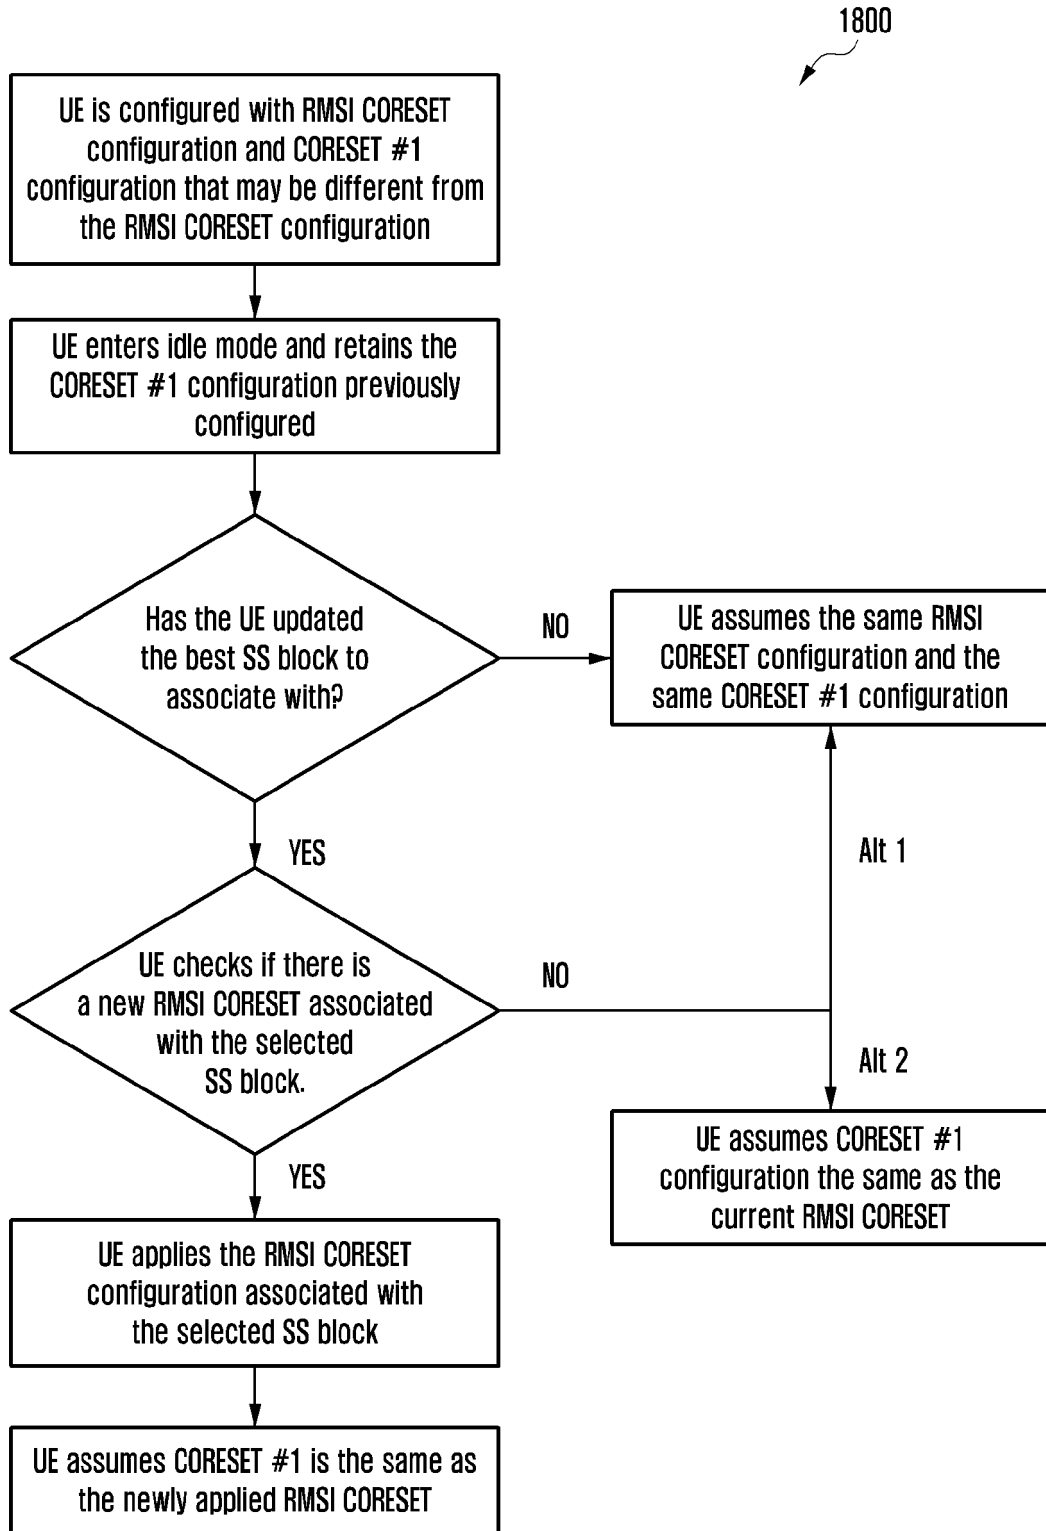 1800
UE is configured with RMSI CORESET
configuration and CORESET #1
configuration that may be different from
the RMSI CORESET configuration
UE enters idle mode and retains the
CORESET #1 configuration previously
configured
Has the UE updated
the best SS block to
associate with?
NO
UE assumes the same RMSI
CORESET configuration and the
same CORESET #1 configuration
YES
Alt 1
UE checks if there is
a new RMSI CORESET associated
with the selected
SS block.
NO
Alt 2
UE assumes CORESET #1
configuration the same as the
current RMSI CORESET
YES
UE applies the RMSI CORESET
configuration associated with
the selected SS block
UE assumes CORESET #1 is the same as
the newly applied RMSI CORESET